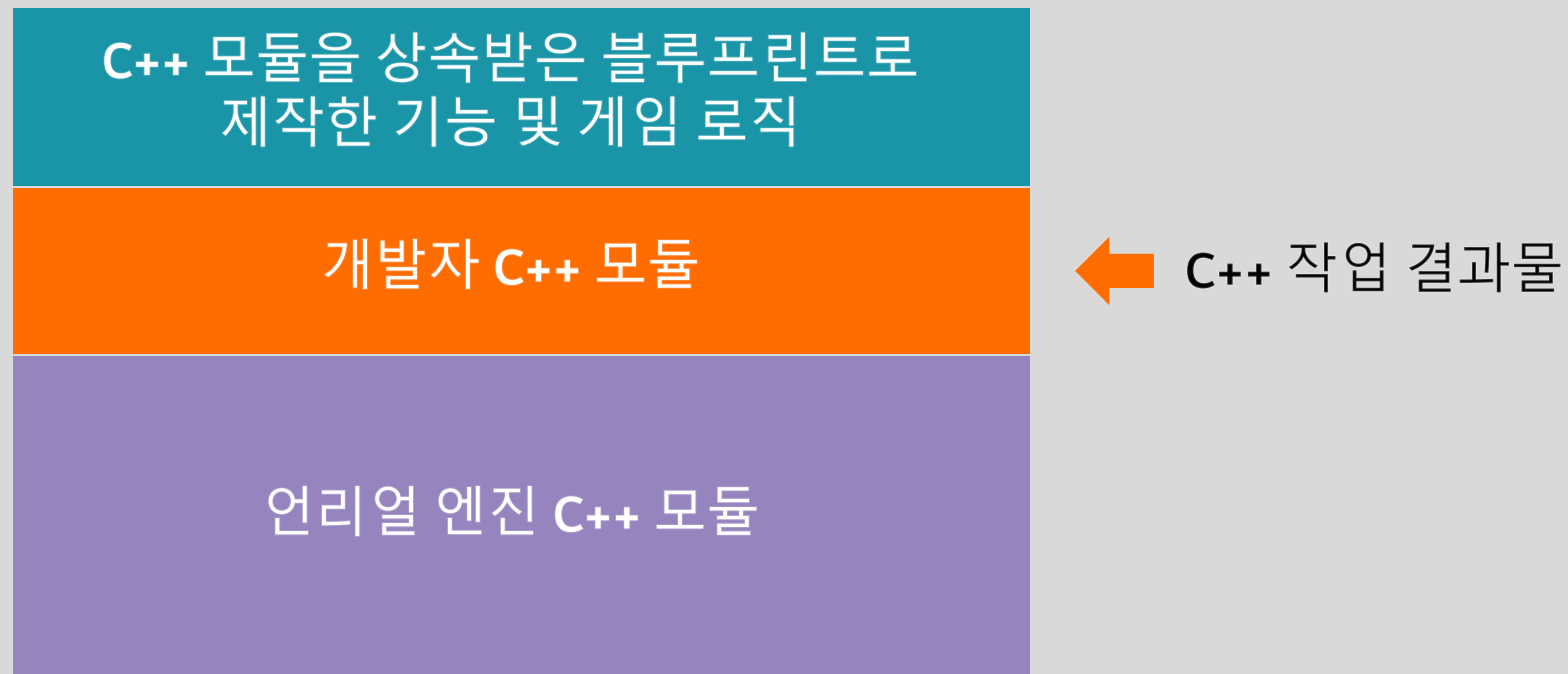 C++ 모듈을 상속받은 블루프린트로
제작한 기능 및 게임 로직
개발자 C++ 모듈
C++ 작업 결과물
언리얼 엔진 C++ 모듈